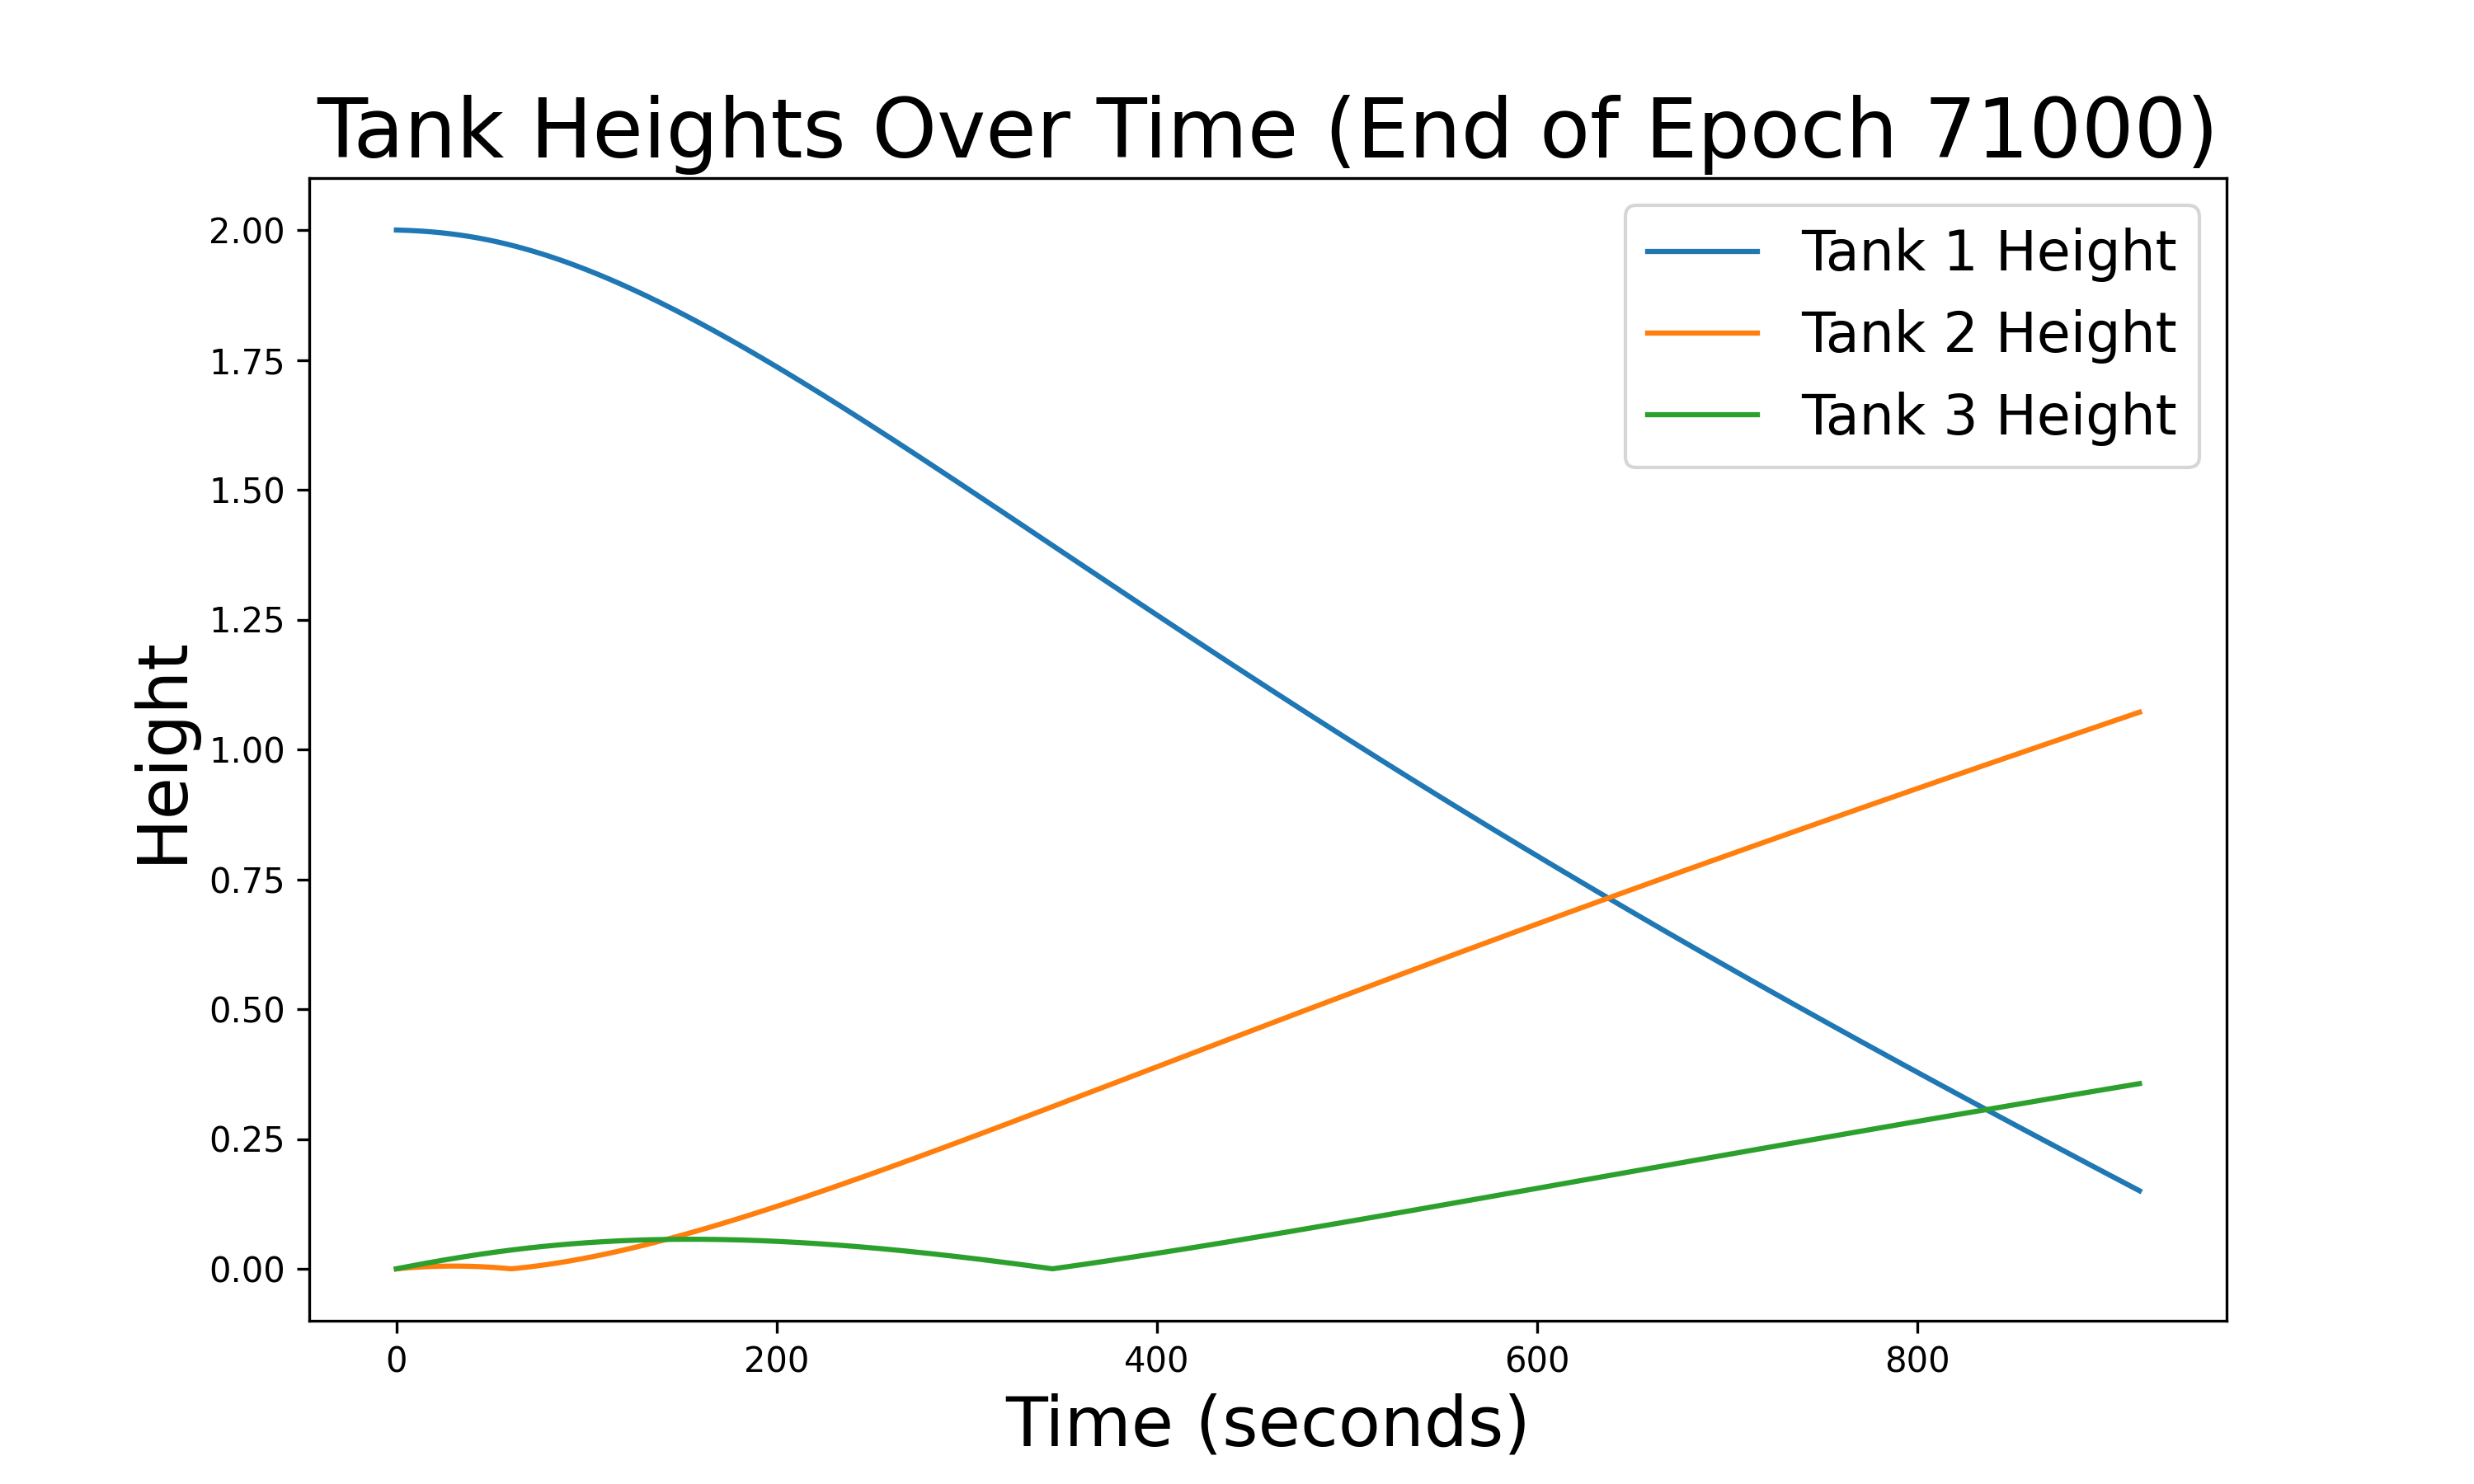 Tank Heights Over Time (End of Epoch 71000)
Tank 1 Height
Tank 2 Height
Tank 3 Height
Height
2.00
1.75
1.50
1.25
1.00
0.75
0.50
0.25
0.00
0 200 400 600 800
Time (seconds)